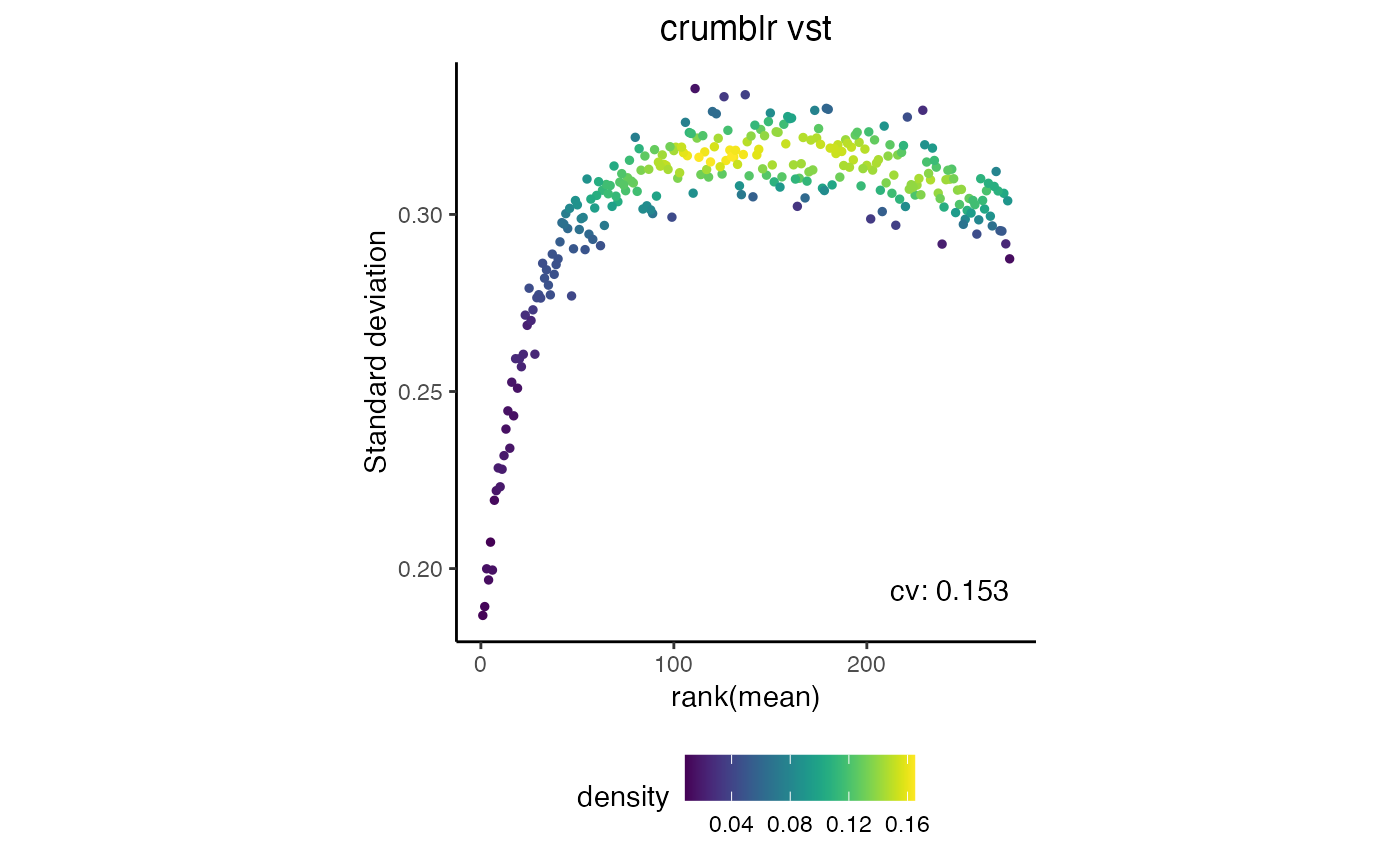 crumblr vst
Standard deviation
0.30
0.25
0.20
cv: 0.153
0 100 200
rank(mean)
density
0.04 0.08 0.12 0.16